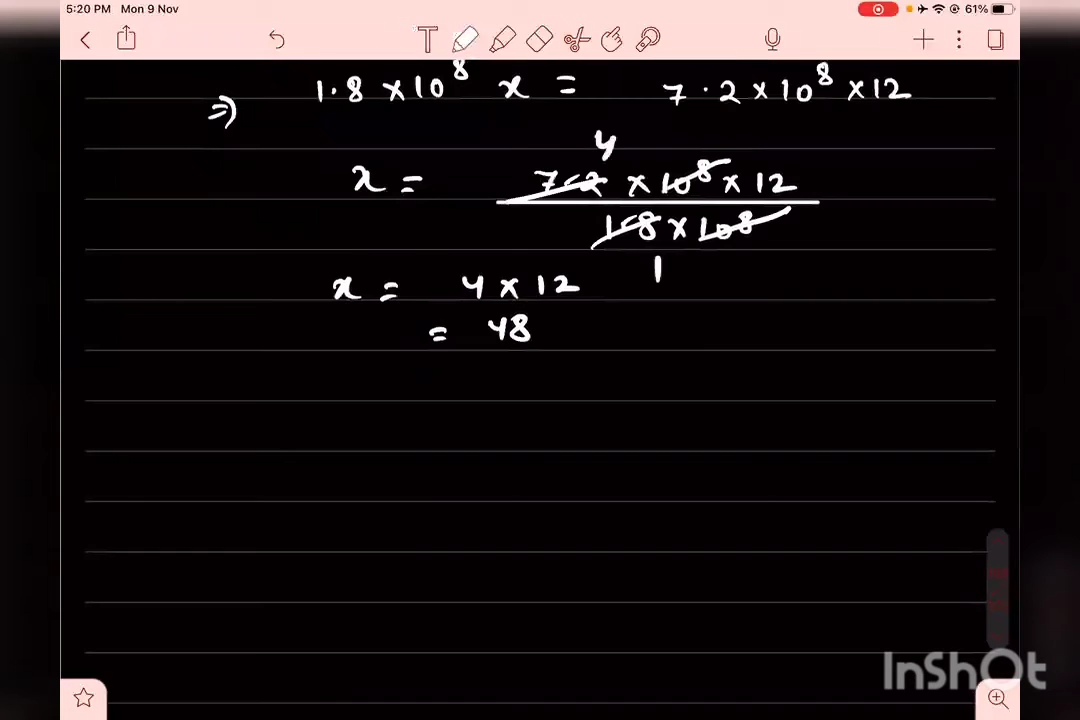 5:20 PM Mon 9 Nov 61%
⇒ 1.8 × 10⁸ x = 7.2 × 10⁸ × 12
4
x = 7.2 × 10⁸ × 12
1.8 × 10⁸
1
x = 4 × 12
= 48
InShOt